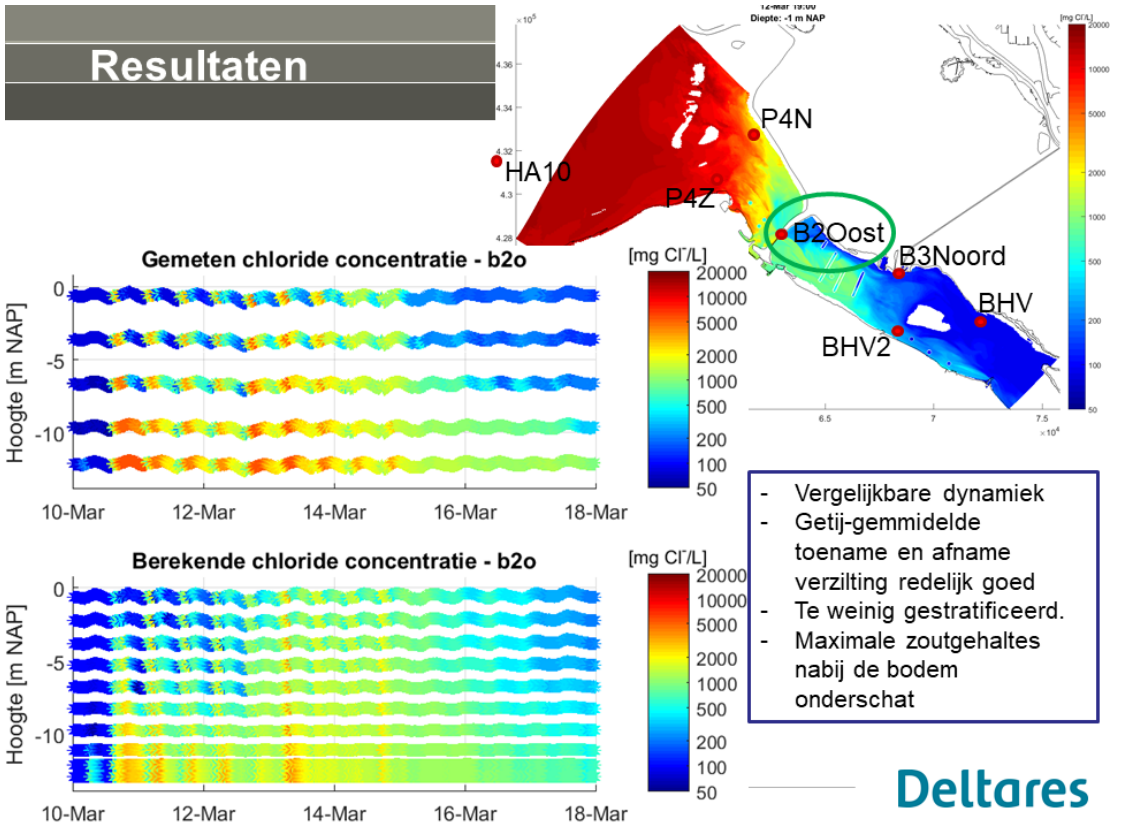 Resultaten
12-Mar 19:00
Diepte: -1 m NAP
[mg Cl⁻/L]
× 10⁵
4.36
4.34
4.32
4.3
4.28
6.5
7
7.5
×10⁴
20000
10000
5000
2000
1000
500
200
100
50
HA10
P4N
P4Z
B2Oost
B3Noord
BHV
BHV2
Gemeten chloride concentratie - b2o
[mg Cl⁻/L]
Hoogte [m NAP]
0
-5
-10
10-Mar
12-Mar
14-Mar
16-Mar
18-Mar
20000
10000
5000
2000
1000
500
200
100
50
Berekende chloride concentratie - b2o
[mg Cl⁻/L]
Hoogte [m NAP]
0
-5
-10
10-Mar
12-Mar
14-Mar
16-Mar
18-Mar
20000
10000
5000
2000
1000
500
200
100
50
- Vergelijkbare dynamiek
- Getij-gemmidelde
toename en afname
verzilting redelijk goed
- Te weinig gestratificeerd.
- Maximale zoutgehaltes
nabij de bodem
onderschat
Deltares